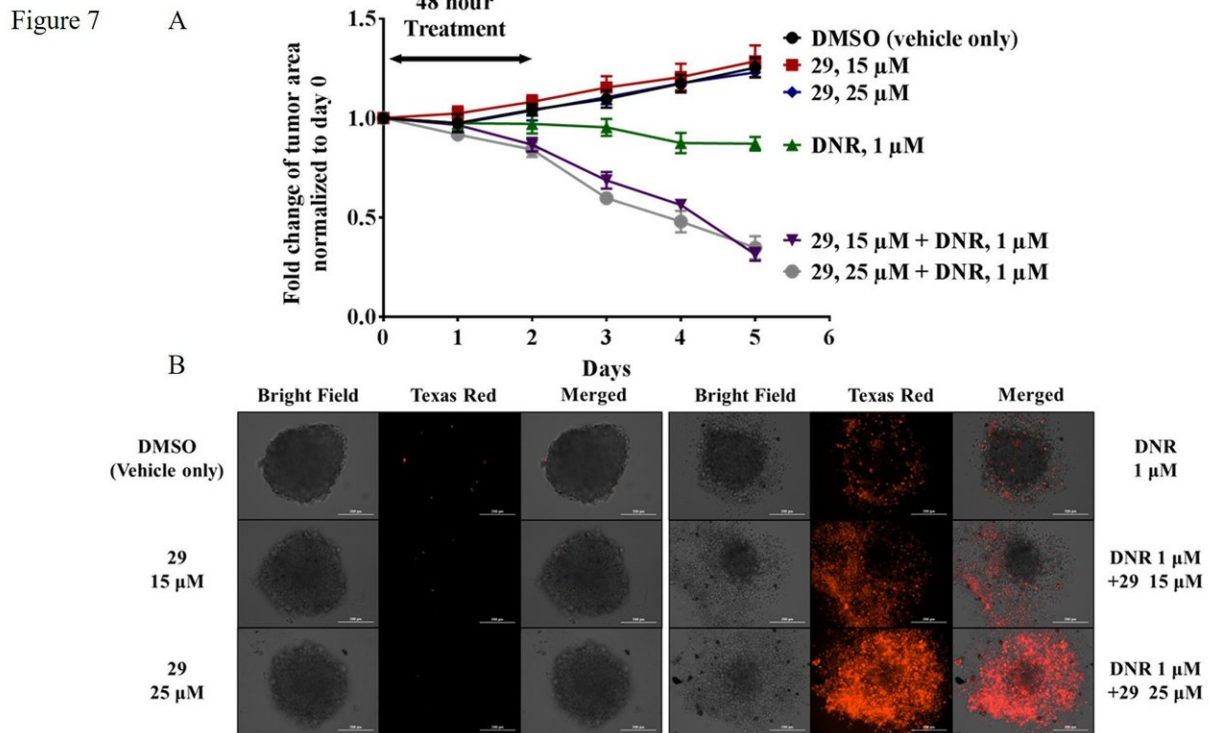 Figure 7
A
48 hour
Treatment
Fold change of tumor area
normalized to day 0
1.5
1.0
0.5
0.0
0 1 2 3 4 5 6
Days
DMSO (vehicle only)
29, 15 µM
29, 25 µM
DNR, 1 µM
29, 15 µM + DNR, 1 µM
29, 25 µM + DNR, 1 µM
B
Bright Field Texas Red Merged Bright Field Texas Red Merged
DMSO
(Vehicle only)
29
15 µM
29
25 µM
DNR
1 µM
DNR 1 µM
+29 15 µM
DNR 1 µM
+29 25 µM